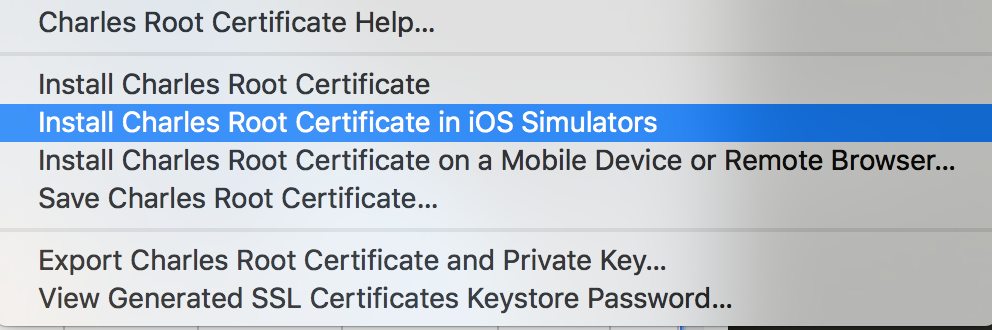 Charles Root Certificate Help...
Install Charles Root Certificate
Install Charles Root Certificate in iOS Simulators
Install Charles Root Certificate on a Mobile Device or Remote Browser...
Save Charles Root Certificate...
Export Charles Root Certificate and Private Key...
View Generated SSL Certificates Keystore Password...